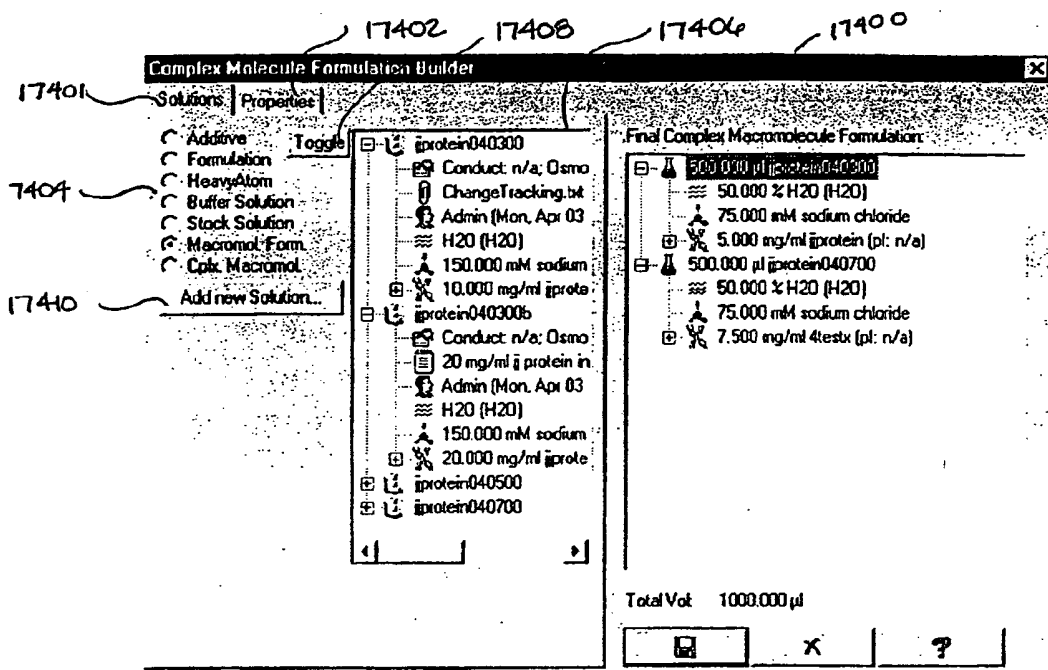 17402 17408 17406 17400
Complex Molecule Formulation Builder
17401
Solutions Properties
Additive
Formulation
HeavyAtom
7404
Buffer Solution
Stock Solution
Macromol. Form.
Cplx. Macromol.
17410
Add new Solution...
Toggle
jjprotein040300
Conduct: n/a; Osmo
ChangeTracking.txt
Admin (Mon, Apr 03
H2O (H2O)
150.000 mM sodium
10.000 mg/ml jjprote
jjprotein040300b
Conduct: n/a; Osmo
20 mg/ml jj protein in
Admin (Mon, Apr 03
H2O (H2O)
150.000 mM sodium
20.000 mg/ml jjprote
jjprotein040500
jjprotein040700
Final Complex Macromolecule Formulation:
500.000 µl jjprotein040300
50.000 % H2O (H2O)
75.000 mM sodium chloride
5.000 mg/ml jjprotein (pI: n/a)
500.000 µl jjprotein040700
50.000 % H2O (H2O)
75.000 mM sodium chloride
7.500 mg/ml 4testx (pI: n/a)
Total Vol: 1000.000 µl
?